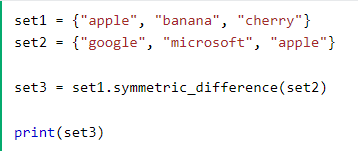 set1 = {"apple", "banana", "cherry"}
set2 = {"google", "microsoft", "apple"}
set3 = set1.symmetric_difference(set2)
print(set3)